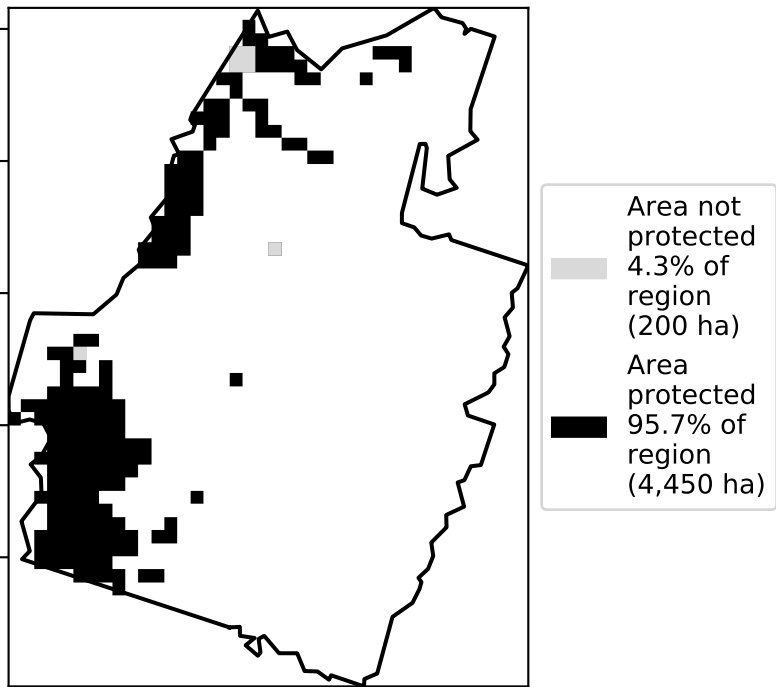 Area not
protected
4.3% of
region
(200 ha)
Area
protected
95.7% of
region
(4,450 ha)